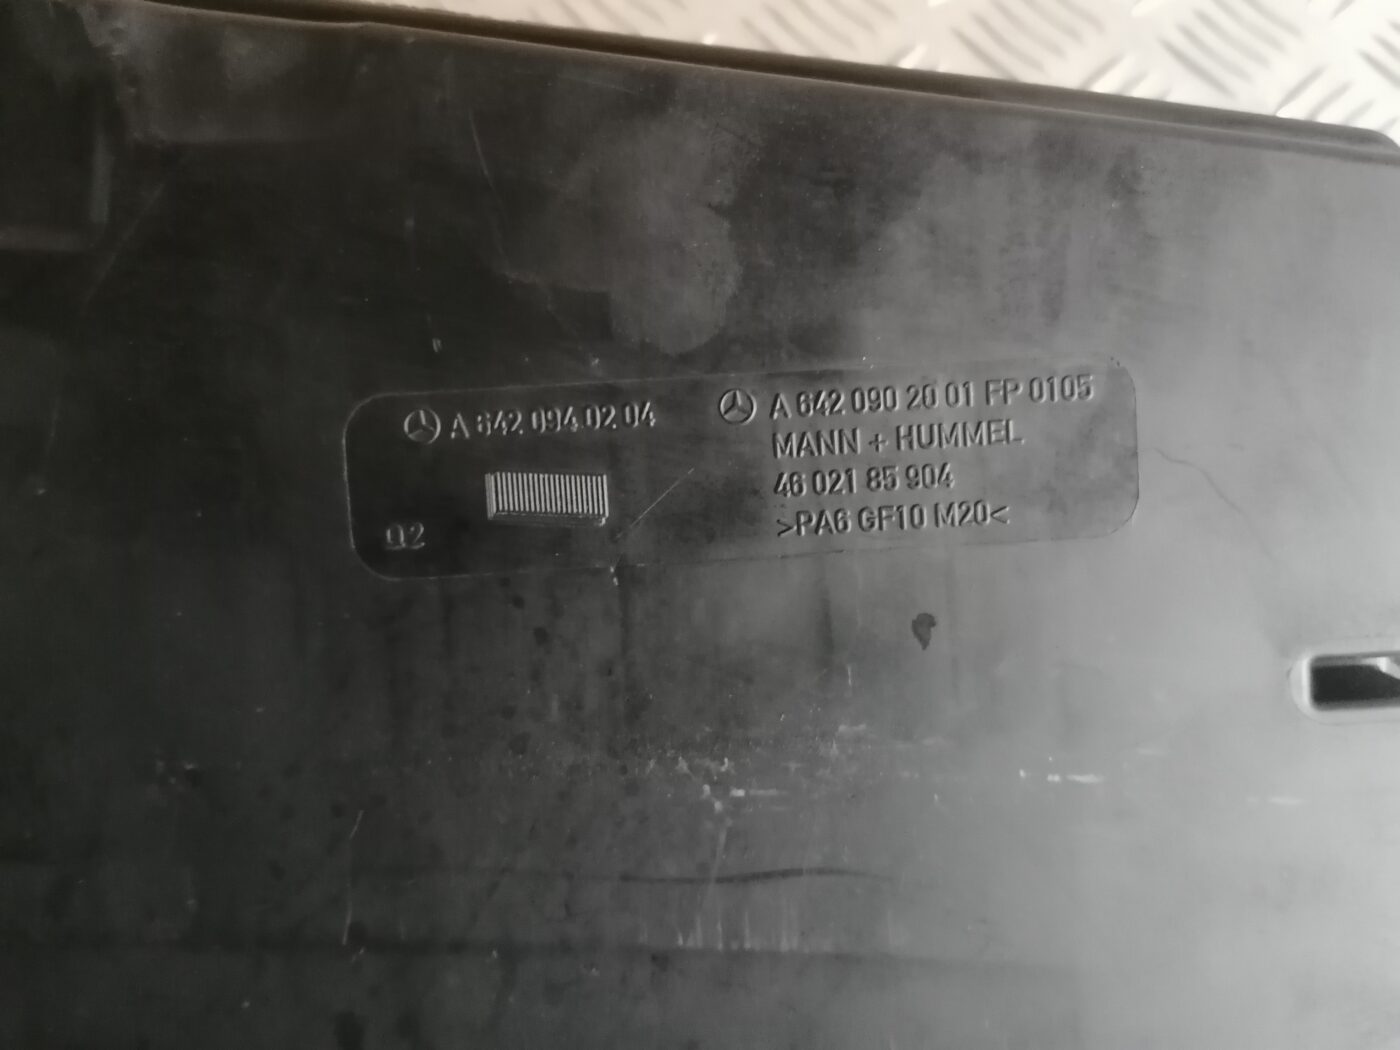 A 642 094 02 04
Q2
A 642 090 20 01 FP 0105
MANN + HUMMEL
46 021 85 904
>PA6 GF10 M20<